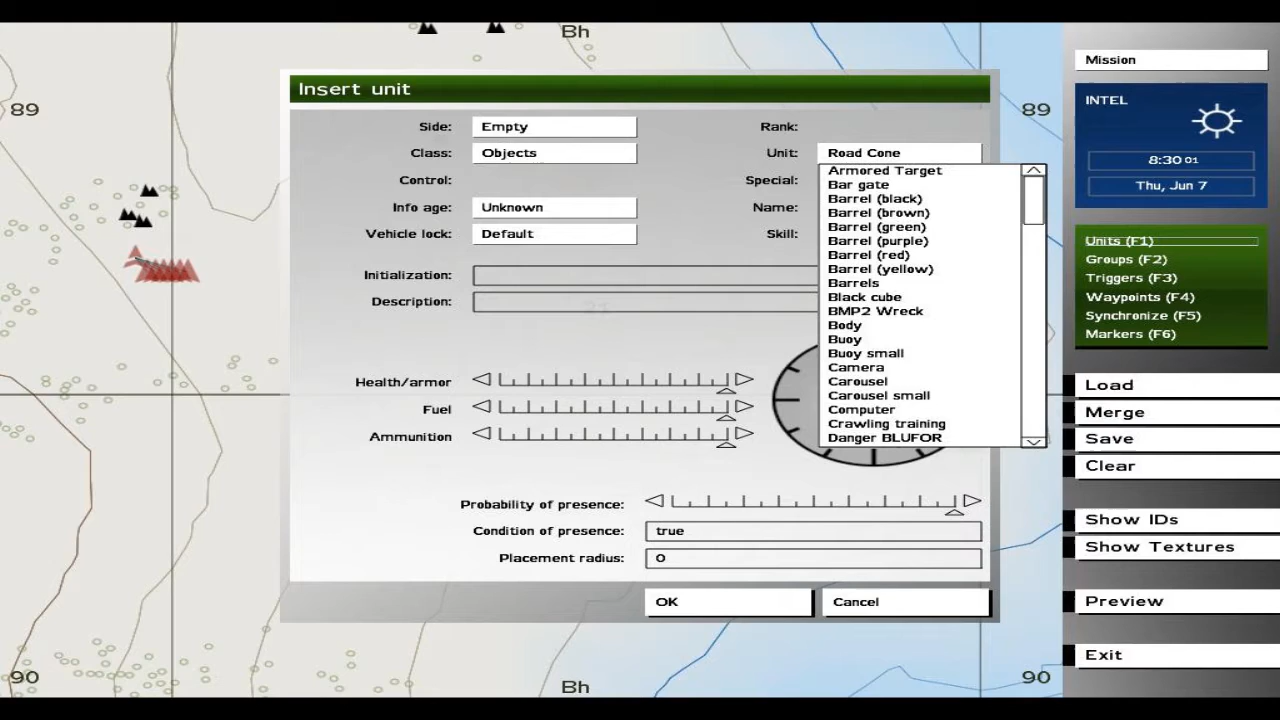 Bh
89
89
Insert unit
Side: Empty
Rank:
Class: Objects
Unit: Road Cone
Control:
Special:
Info age: Unknown
Name:
Vehicle lock: Default
Skill:
Initialization:
Description:
Armored Target
Bar gate
Barrel (black)
Barrel (brown)
Barrel (green)
Barrel (purple)
Barrel (red)
Barrel (yellow)
Barrels
Black cube
BMP2 Wreck
Body
Buoy
Buoy small
Camera
Carousel
Carousel small
Computer
Crawling training
Danger BLUFOR
Health/armor
Fuel
Ammunition
Probability of presence:
Condition of presence: true
Placement radius: 0
OK
Cancel
90
Bh
90
Mission
INTEL
8:30 01
Thu, Jun 7
Units (F1)
Groups (F2)
Triggers (F3)
Waypoints (F4)
Synchronize (F5)
Markers (F6)
Load
Merge
Save
Clear
Show IDs
Show Textures
Preview
Exit